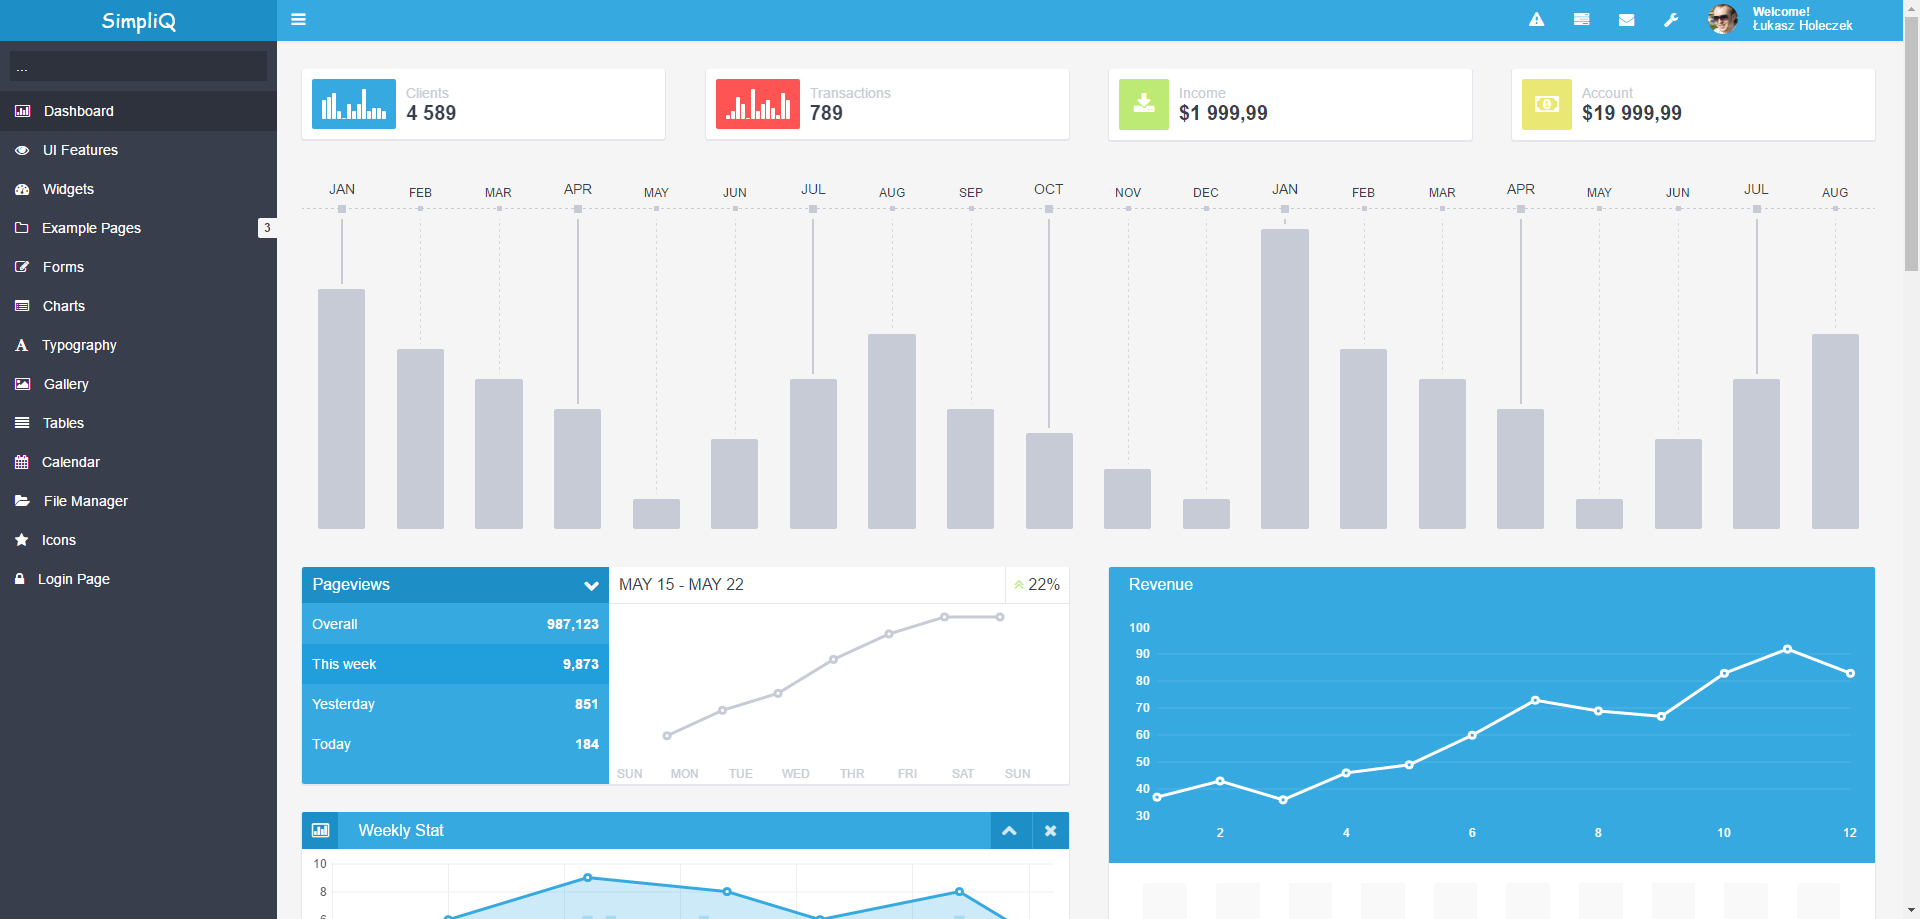 SimpliQ
Welcome!
Łukasz Holeczek
...
Dashboard
UI Features
Widgets
Example Pages
3
Forms
Charts
Typography
Gallery
Tables
Calendar
File Manager
Icons
Login Page
Clients
4 589
Transactions
789
Income
$1 999,99
Account
$19 999,99
JAN FEB MAR APR MAY JUN JUL AUG SEP OCT NOV DEC JAN FEB MAR APR MAY JUN JUL AUG
Pageviews
Overall 987,123
This week 9,873
Yesterday 851
Today 184
MAY 15 - MAY 22
22%
SUN MON TUE WED THR FRI SAT SUN
Revenue
100
90
80
70
60
50
40
30
2 4 6 8 10 12
Weekly Stat
10
8
6